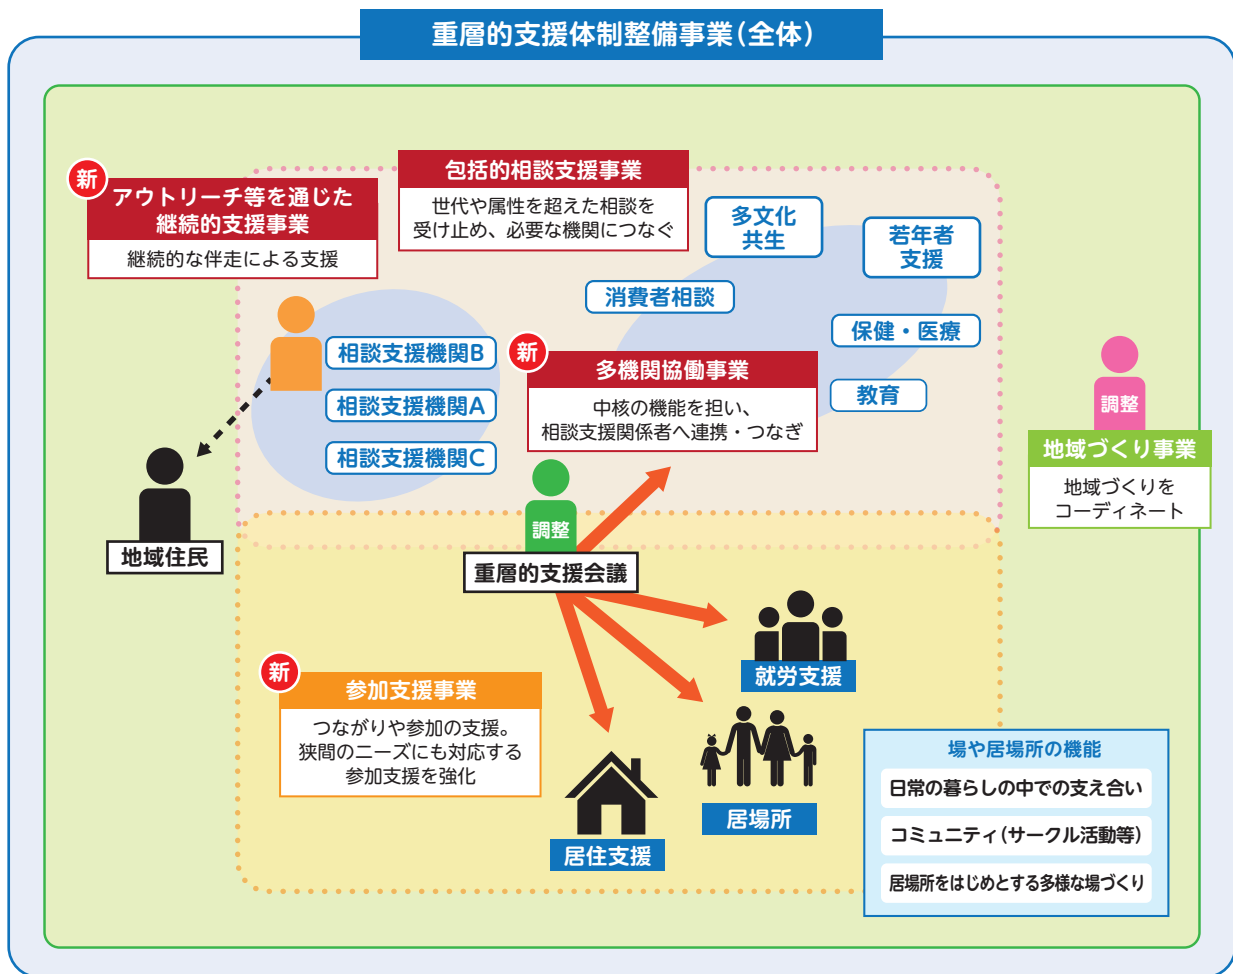 重層的支援体制整備事業(全体)
新
アウトリーチ等を通じた
継続的支援事業
継続的な伴走による支援
包括的相談支援事業
世代や属性を超えた相談を
受け止め、必要な機関につなぐ
多文化
共生
若年者
支援
消費者相談
保健・医療
教育
相談支援機関B
相談支援機関A
相談支援機関C
新
多機関協働事業
中核の機能を担い、
相談支援関係者へ連携・つなぎ
調整
地域づくり事業
地域づくりを
コーディネート
地域住民
調整
重層的支援会議
新
参加支援事業
つながりや参加の支援。
狭間のニーズにも対応する
参加支援を強化
就労支援
居場所
居住支援
場や居場所の機能
日常の暮らしの中での支え合い
コミュニティ(サークル活動等)
居場所をはじめとする多様な場づくり